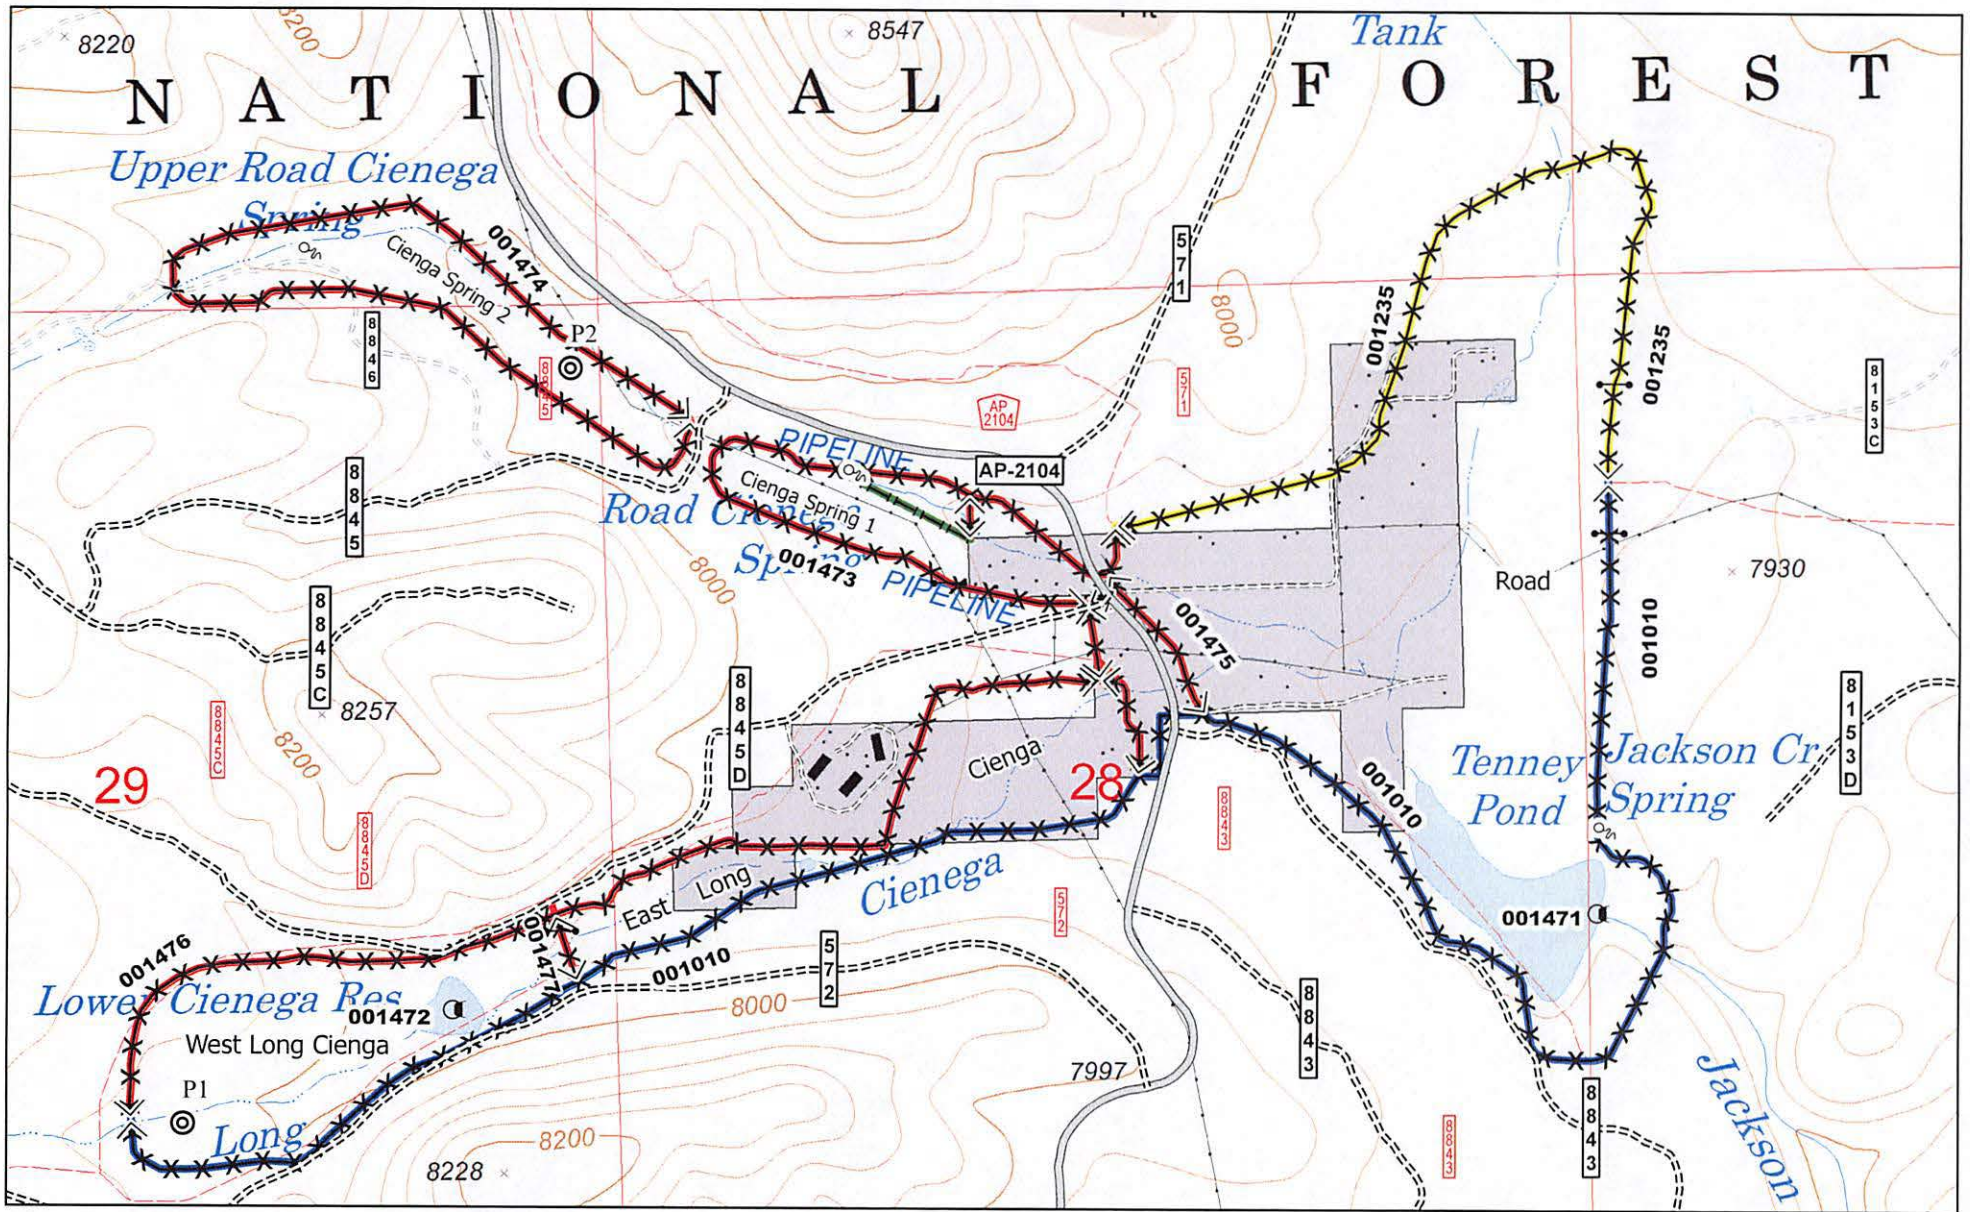 8220
8200
8547
Tank
NATIONAL FOREST
Upper Road Cienega
Spring
Cienga Spring 2
001474
P2
8846
8845
571
8000
001235
001235
571
AP
2104
8153C
PIPELINE
AP-2104
Cienga Spring 1
8845
Road Cienega
Spring
001473
PIPELINE
8000
Road
7930
8845C
001475
001010
8257
8845C
8200
8845D
8153D
29
Cienga
28
Tenney
Pond
Jackson Cr
Spring
001010
8843
8845D
Long
East
Cienega
572
001471
001476
001477
001010
572
Lower Cienega Res
001472
8000
8843
West Long Cienga
7997
P1
Long
8200
8228
8843
8843
Jackson